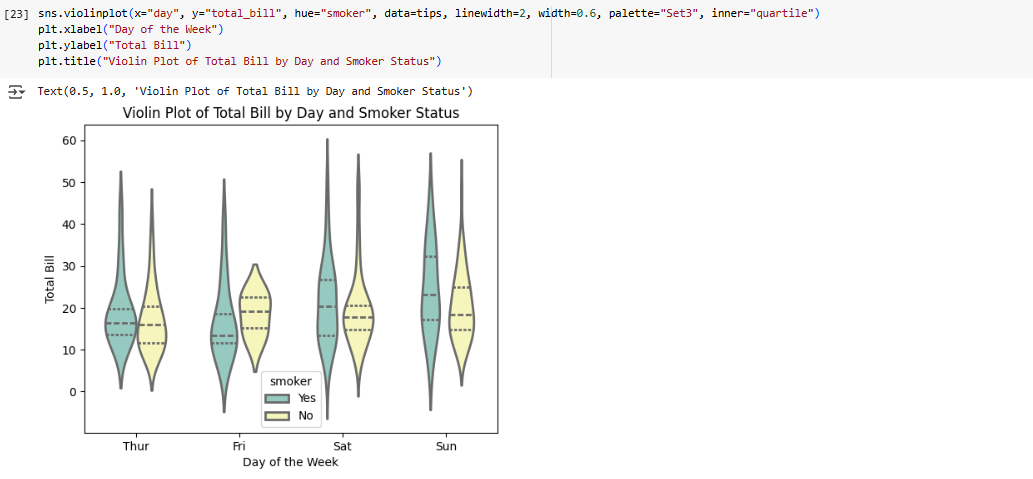 [23] sns.violinplot(x="day", y="total_bill", hue="smoker", data=tips, linewidth=2, width=0.6, palette="Set3", inner="quartile")
plt.xlabel("Day of the Week")
plt.ylabel("Total Bill")
plt.title("Violin Plot of Total Bill by Day and Smoker Status")
Text(0.5, 1.0, 'Violin Plot of Total Bill by Day and Smoker Status')
Violin Plot of Total Bill by Day and Smoker Status
60
50
40
30
20
10
0
Total Bill
smoker
Yes
No
Thur Fri Sat Sun
Day of the Week